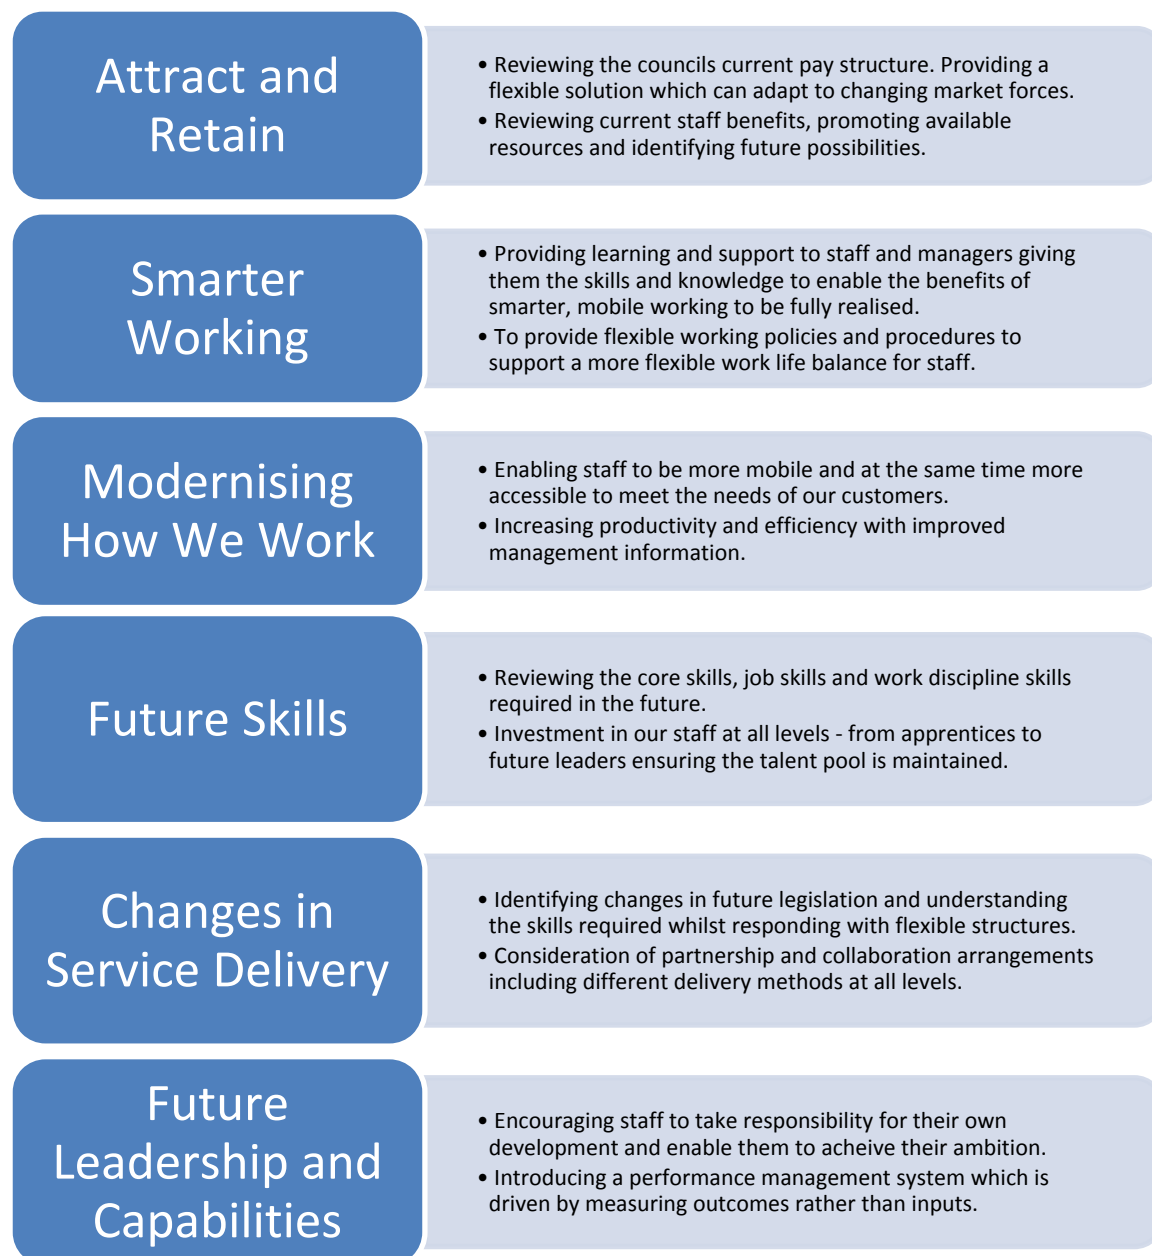 Attract and
Retain
• Reviewing the councils current pay structure. Providing a
flexible solution which can adapt to changing market forces.
• Reviewing current staff benefits, promoting available
resources and identifying future possibilities.
Smarter
Working
• Providing learning and support to staff and managers giving
them the skills and knowledge to enable the benefits of
smarter, mobile working to be fully realised.
• To provide flexible working policies and procedures to
support a more flexible work life balance for staff.
Modernising
How We Work
• Enabling staff to be more mobile and at the same time more
accessible to meet the needs of our customers.
• Increasing productivity and efficiency with improved
management information.
Future Skills
• Reviewing the core skills, job skills and work discipline skills
required in the future.
• Investment in our staff at all levels - from apprentices to
future leaders ensuring the talent pool is maintained.
Changes in
Service Delivery
• Identifying changes in future legislation and understanding
the skills required whilst responding with flexible structures.
• Consideration of partnership and collaboration arrangements
including different delivery methods at all levels.
Future
Leadership and
Capabilities
• Encouraging staff to take responsibility for their own
development and enable them to acheive their ambition.
• Introducing a performance management system which is
driven by measuring outcomes rather than inputs.